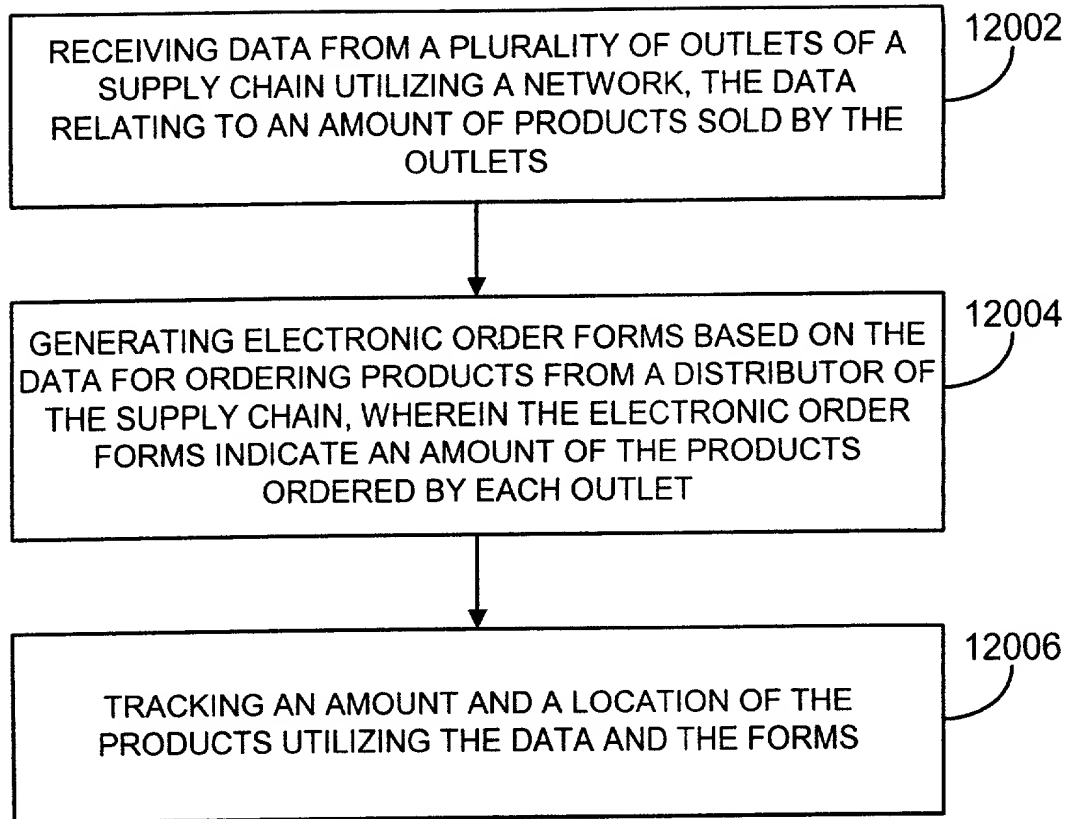 12002
RECEIVING DATA FROM A PLURALITY OF OUTLETS OF A
SUPPLY CHAIN UTILIZING A NETWORK, THE DATA
RELATING TO AN AMOUNT OF PRODUCTS SOLD BY THE
OUTLETS
12004
GENERATING ELECTRONIC ORDER FORMS BASED ON THE
DATA FOR ORDERING PRODUCTS FROM A DISTRIBUTOR OF
THE SUPPLY CHAIN, WHEREIN THE ELECTRONIC ORDER
FORMS INDICATE AN AMOUNT OF THE PRODUCTS
ORDERED BY EACH OUTLET
12006
TRACKING AN AMOUNT AND A LOCATION OF THE
PRODUCTS UTILIZING THE DATA AND THE FORMS